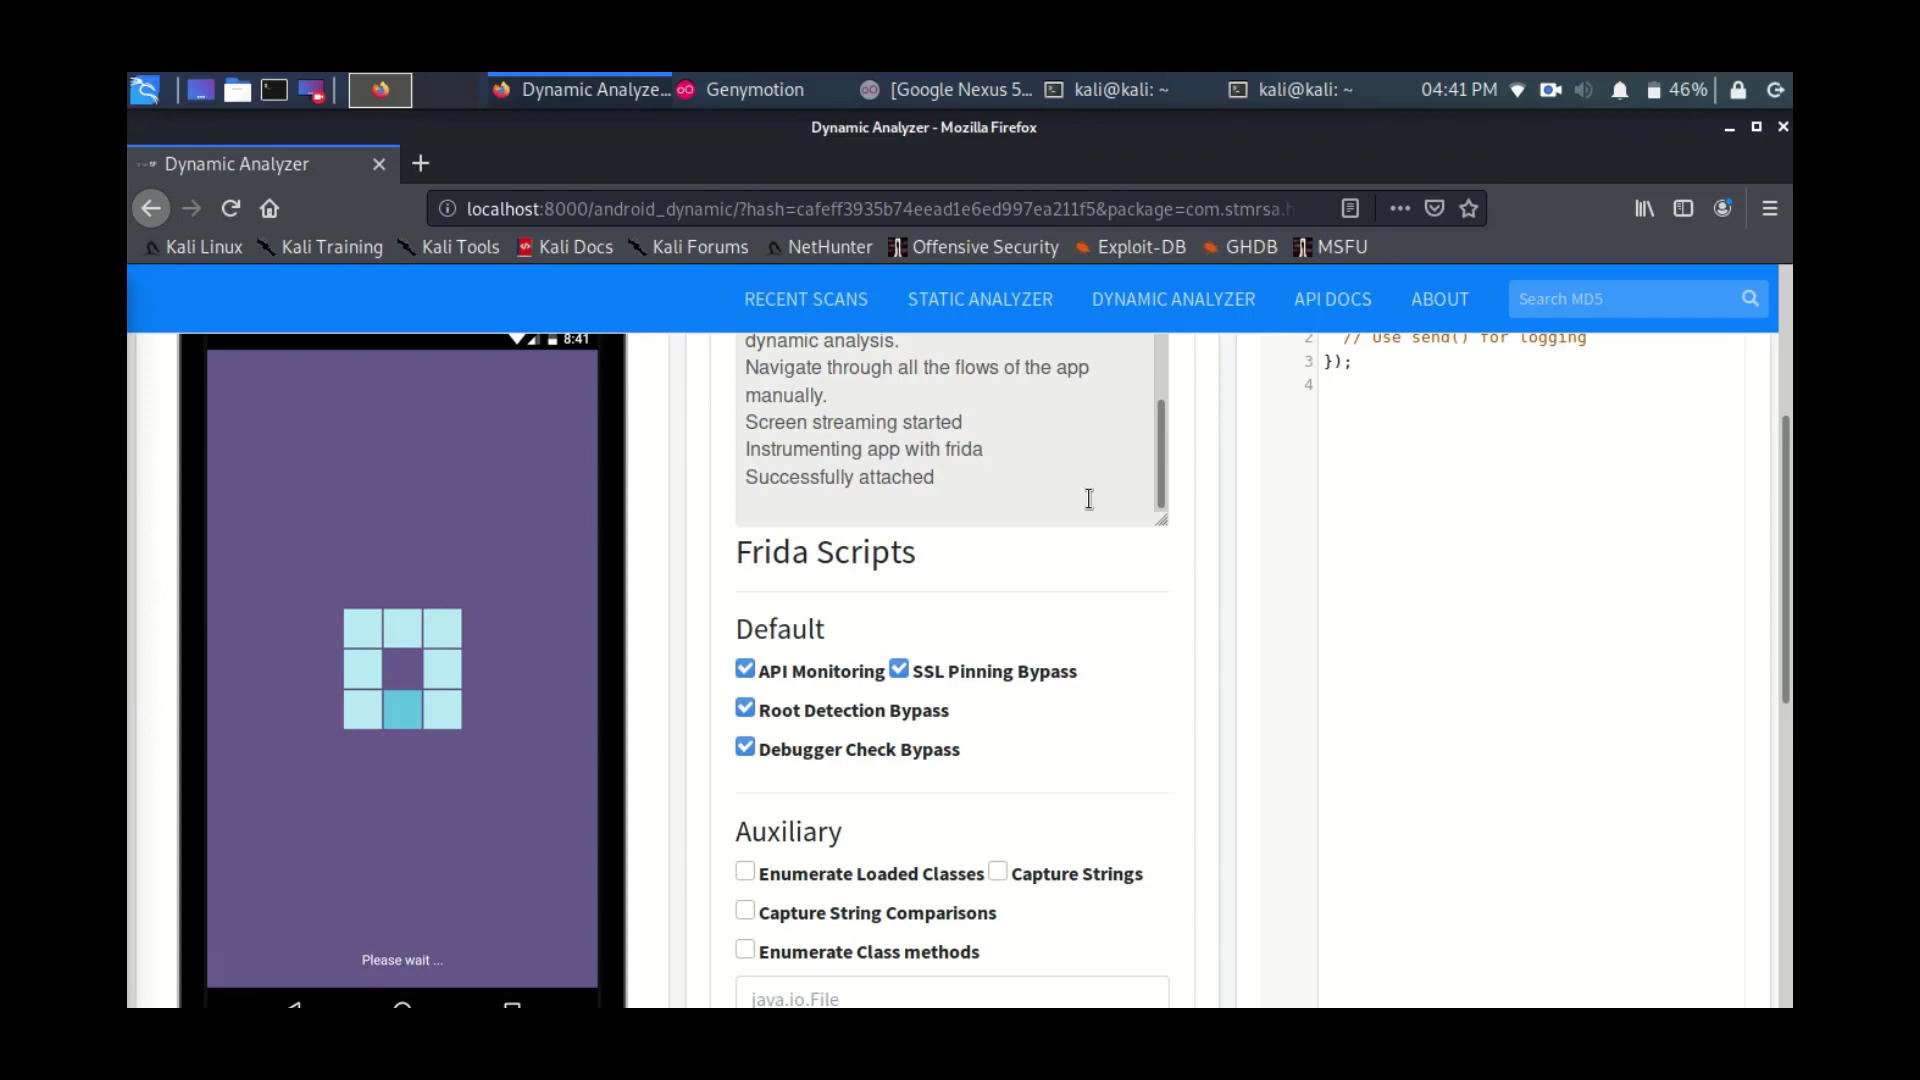 Dynamic Analyze...
Genymotion
[Google Nexus 5...
kali@kali: ~
kali@kali: ~
04:41 PM
46%
Dynamic Analyzer - Mozilla Firefox
Dynamic Analyzer
localhost:8000/android_dynamic/?hash=cafeff3935b74eead1e6ed997ea211f5&package=com.stmrsa.h
Kali Linux
Kali Training
Kali Tools
Kali Docs
Kali Forums
NetHunter
Offensive Security
Exploit-DB
GHDB
MSFU
RECENT SCANS
STATIC ANALYZER
DYNAMIC ANALYZER
API DOCS
ABOUT
Search MD5
8:41
Please wait ...
dynamic analysis.
Navigate through all the flows of the app
manually.
Screen streaming started
Instrumenting app with frida
Successfully attached
Frida Scripts
Default
API Monitoring
SSL Pinning Bypass
Root Detection Bypass
Debugger Check Bypass
Auxiliary
Enumerate Loaded Classes
Capture Strings
Capture String Comparisons
Enumerate Class methods
java.io.File
2 // Use send() for logging
3 });
4